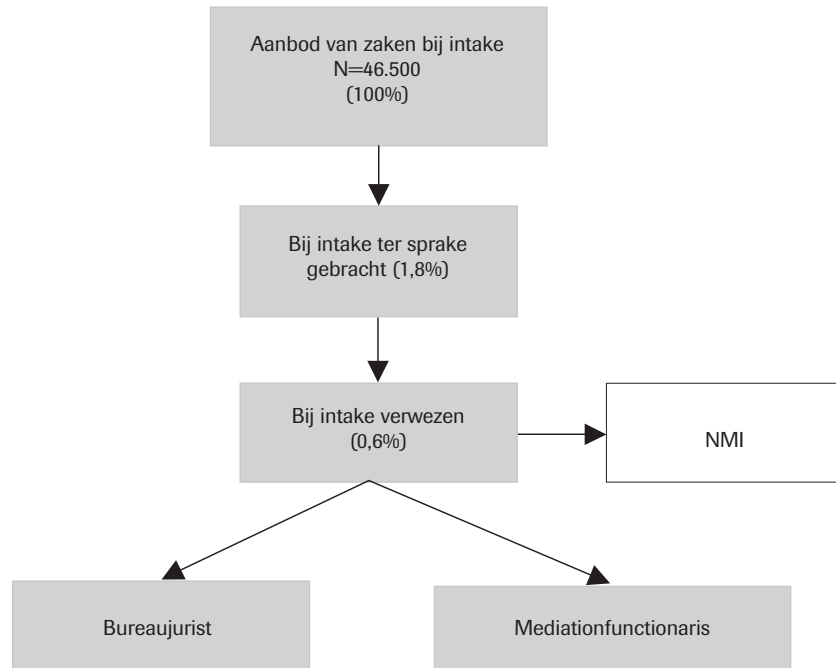 Aanbod van zaken bij intake
N=46.500
(100%)
Bij intake ter sprake
gebracht (1,8%)
Bij intake verwezen
(0,6%)
NMI
Bureaujurist
Mediationfunctionaris